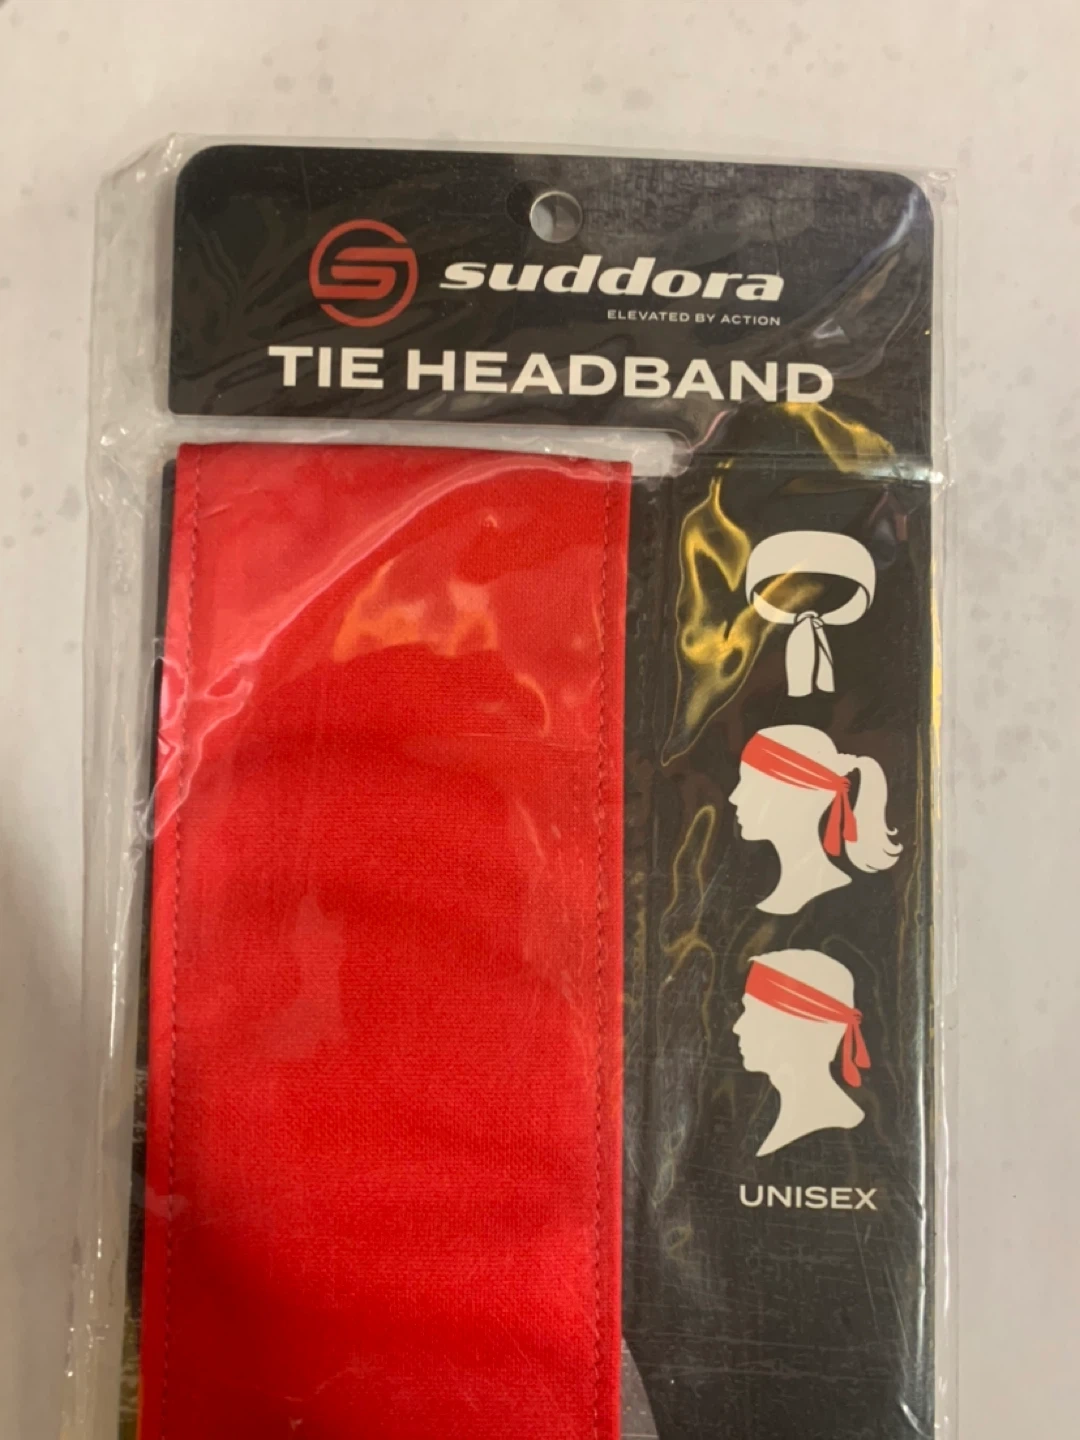 suddora
ELEVATED BY ACTION
TIE HEADBAND
UNISEX